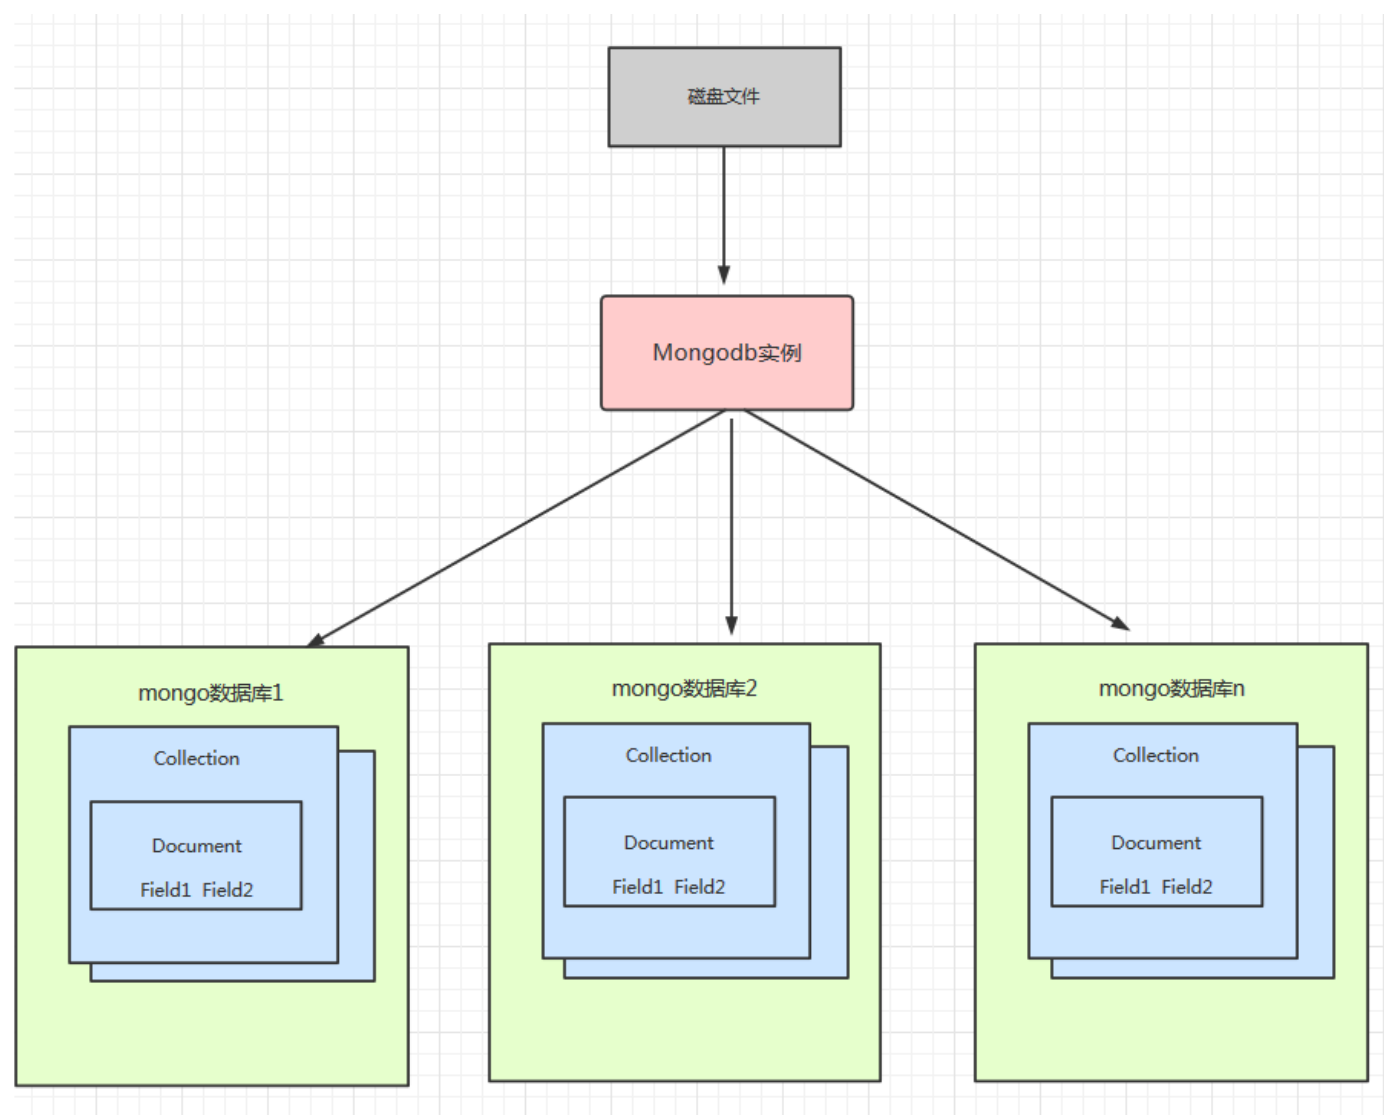 磁盘文件
Mongodb实例
mongo数据库1
Collection
Document
Field1 Field2
mongo数据库2
Collection
Document
Field1 Field2
mongo数据库n
Collection
Document
Field1 Field2